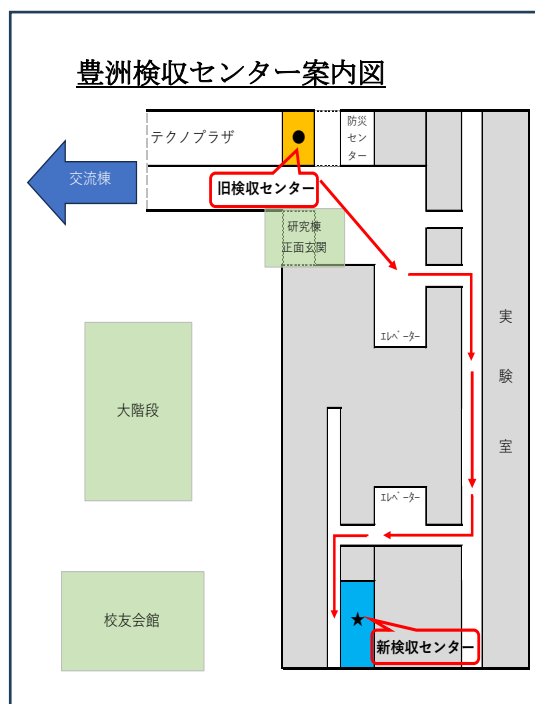 豊洲検収センター案内図
テクノプラザ
防災
セン
ター
交流棟
旧検収センター
研究棟
正面玄関
エレベーター
実
験
室
大階段
エレベーター
校友会館
新検収センター